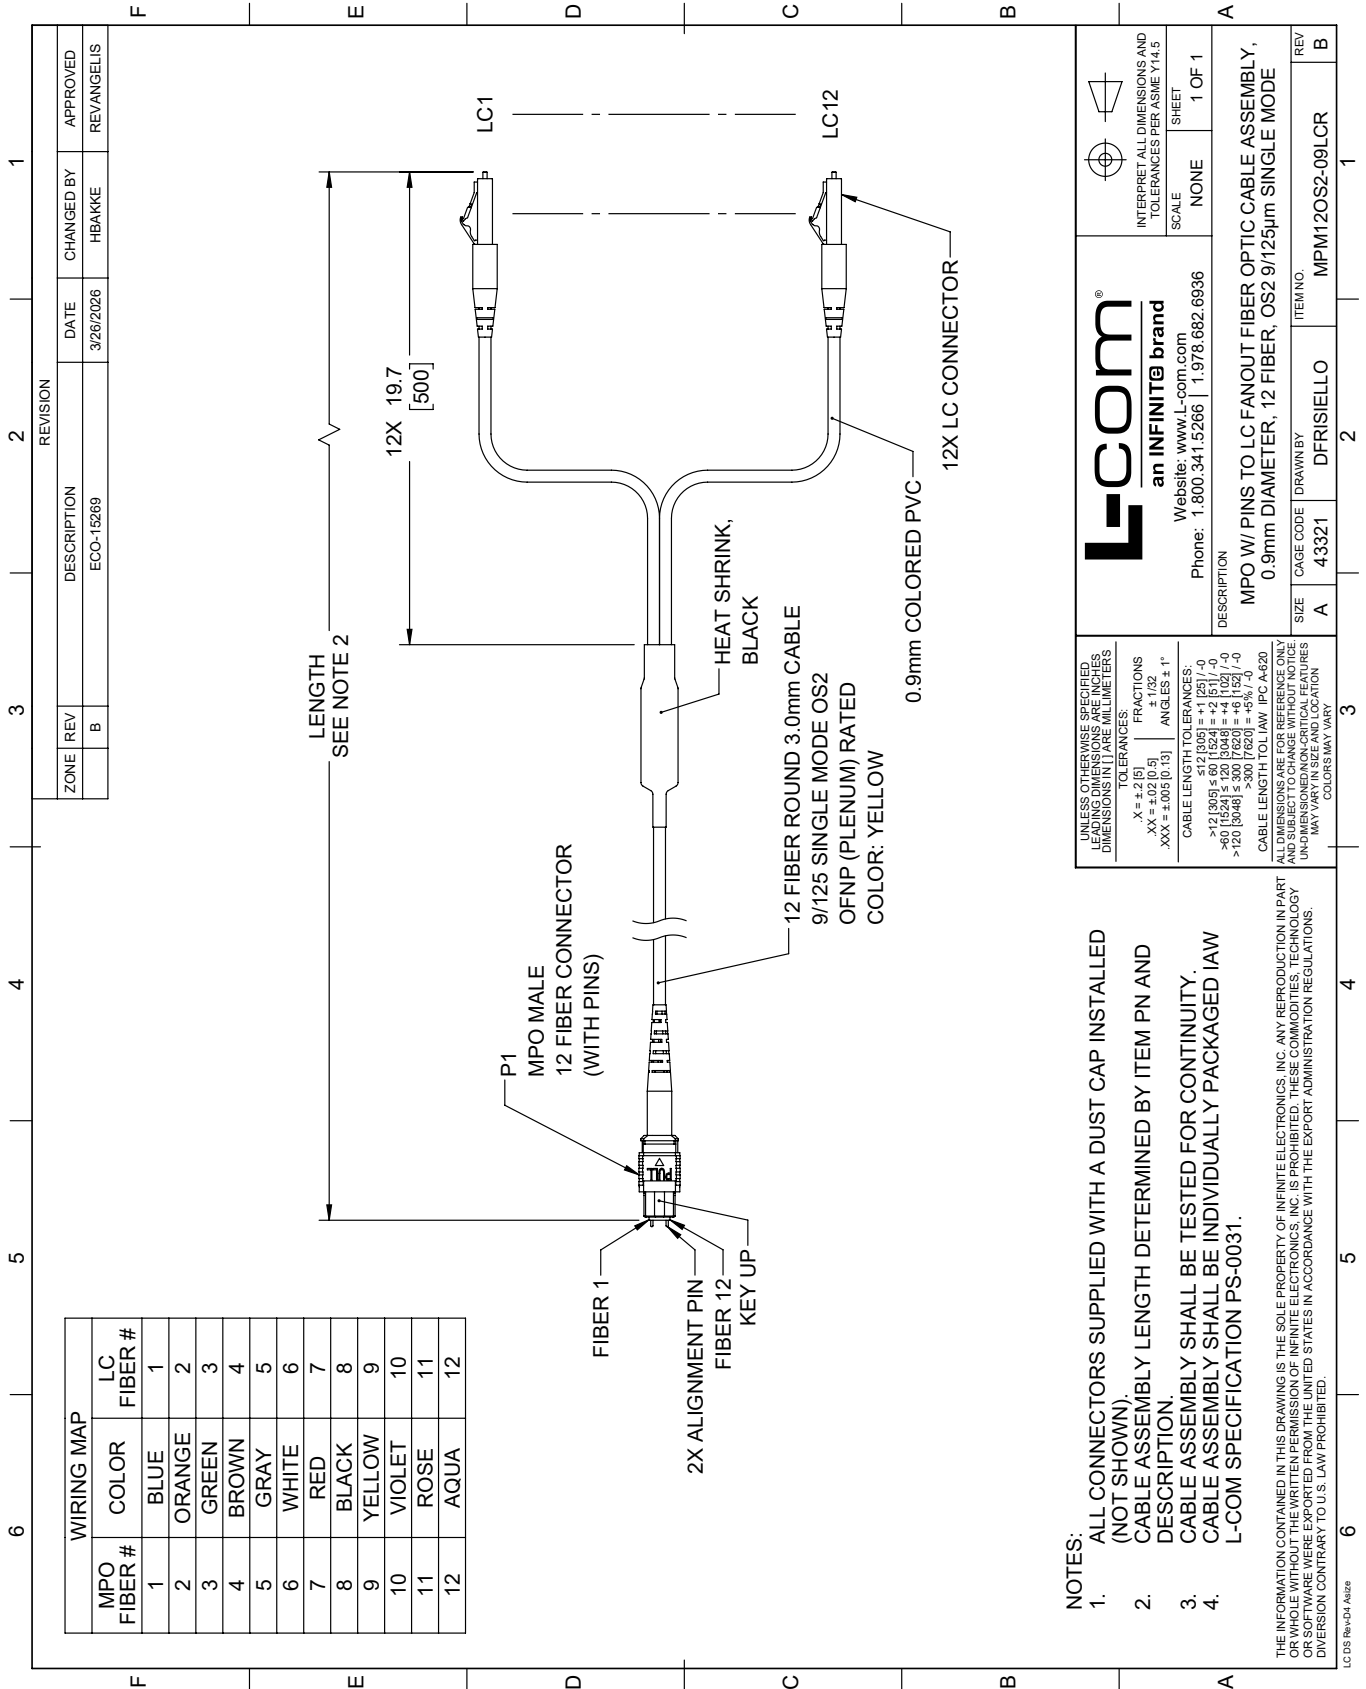 6
5
4
3
2
1
F
E
D
C
B
A
WIRING MAP
MPO FIBER # COLOR LC FIBER #
1 BLUE 1
2 ORANGE 2
3 GREEN 3
4 BROWN 4
5 GRAY 5
6 WHITE 6
7 RED 7
8 BLACK 8
9 YELLOW 9
10 VIOLET 10
11 ROSE 11
12 AQUA 12
REVISION
ZONE REV DESCRIPTION DATE CHANGED BY APPROVED
B ECO-15269 3/26/2026 HBAKKE REVANGELIS
LENGTH
SEE NOTE 2
12X 19.7
[500]
LC1
LC12
P1
MPO MALE
12 FIBER CONNECTOR
(WITH PINS)
PULL
FIBER 1
2X ALIGNMENT PIN
FIBER 12
KEY UP
HEAT SHRINK,
BLACK
12 FIBER ROUND 3.0mm CABLE
9/125 SINGLE MODE OS2
OFNP (PLENUM) RATED
COLOR: YELLOW
0.9mm COLORED PVC
12X LC CONNECTOR
NOTES:
1. ALL CONNECTORS SUPPLIED WITH A DUST CAP INSTALLED
(NOT SHOWN).
2. CABLE ASSEMBLY LENGTH DETERMINED BY ITEM PN AND
DESCRIPTION.
3. CABLE ASSEMBLY SHALL BE TESTED FOR CONTINUITY.
4. CABLE ASSEMBLY SHALL BE INDIVIDUALLY PACKAGED IAW
L-COM SPECIFICATION PS-0031.
THE INFORMATION CONTAINED IN THIS DRAWING IS THE SOLE PROPERTY OF INFINITE ELECTRONICS, INC. ANY REPRODUCTION IN PART
OR WHOLE WITHOUT THE WRITTEN PERMISSION OF INFINITE ELECTRONICS, INC. IS PROHIBITED. THESE COMMODITIES, TECHNOLOGY
OR SOFTWARE WERE EXPORTED FROM THE UNITED STATES IN ACCORDANCE WITH THE EXPORT ADMINISTRATION REGULATIONS.
DIVERSION CONTRARY TO U.S. LAW PROHIBITED.
UNLESS OTHERWISE SPECIFIED
LEADING DIMENSIONS ARE INCHES
DIMENSIONS IN [ ] ARE MILLIMETERS
TOLERANCES:
.X = ±.2 [5] FRACTIONS
.XX = ±.02 [0.5] ± 1/32
.XXX = ±.005 [0.13] ANGLES ± 1°
CABLE LENGTH TOLERANCES:
≤12 [305] = +1 [25] / -0
>12 [305] ≤ 60 [1524] = +2 [51] / -0
>60 [1524] ≤ 120 [3048] = +4 [102] / -0
>120 [3048] ≤ 300 [7620] = +6 [152] / -0
>300 [7620] = +5% / -0
CABLE LENGTH TOL IAW IPC A-620
ALL DIMENSIONS ARE FOR REFERENCE ONLY
AND SUBJECT TO CHANGE WITHOUT NOTICE.
UN-DIMENSIONED/NON-CRITICAL FEATURES
MAY VARY IN SIZE AND LOCATION
COLORS MAY VARY
L-com®
an INFINITe brand
Website: www.L-com.com
Phone: 1.800.341.5266 | 1.978.682.6936
INTERPRET ALL DIMENSIONS AND
TOLERANCES PER ASME Y14.5
SCALE SHEET
NONE 1 OF 1
DESCRIPTION
MPO W/ PINS TO LC FANOUT FIBER OPTIC CABLE ASSEMBLY,
0.9mm DIAMETER, 12 FIBER, OS2 9/125µm SINGLE MODE
SIZE CAGE CODE DRAWN BY ITEM NO. REV
A 43321 DFRISIELLO MPM12OS2-09LCR B
LC DS Rev-D4 Asize
6
5
4
3
2
1
F
E
D
C
B
A